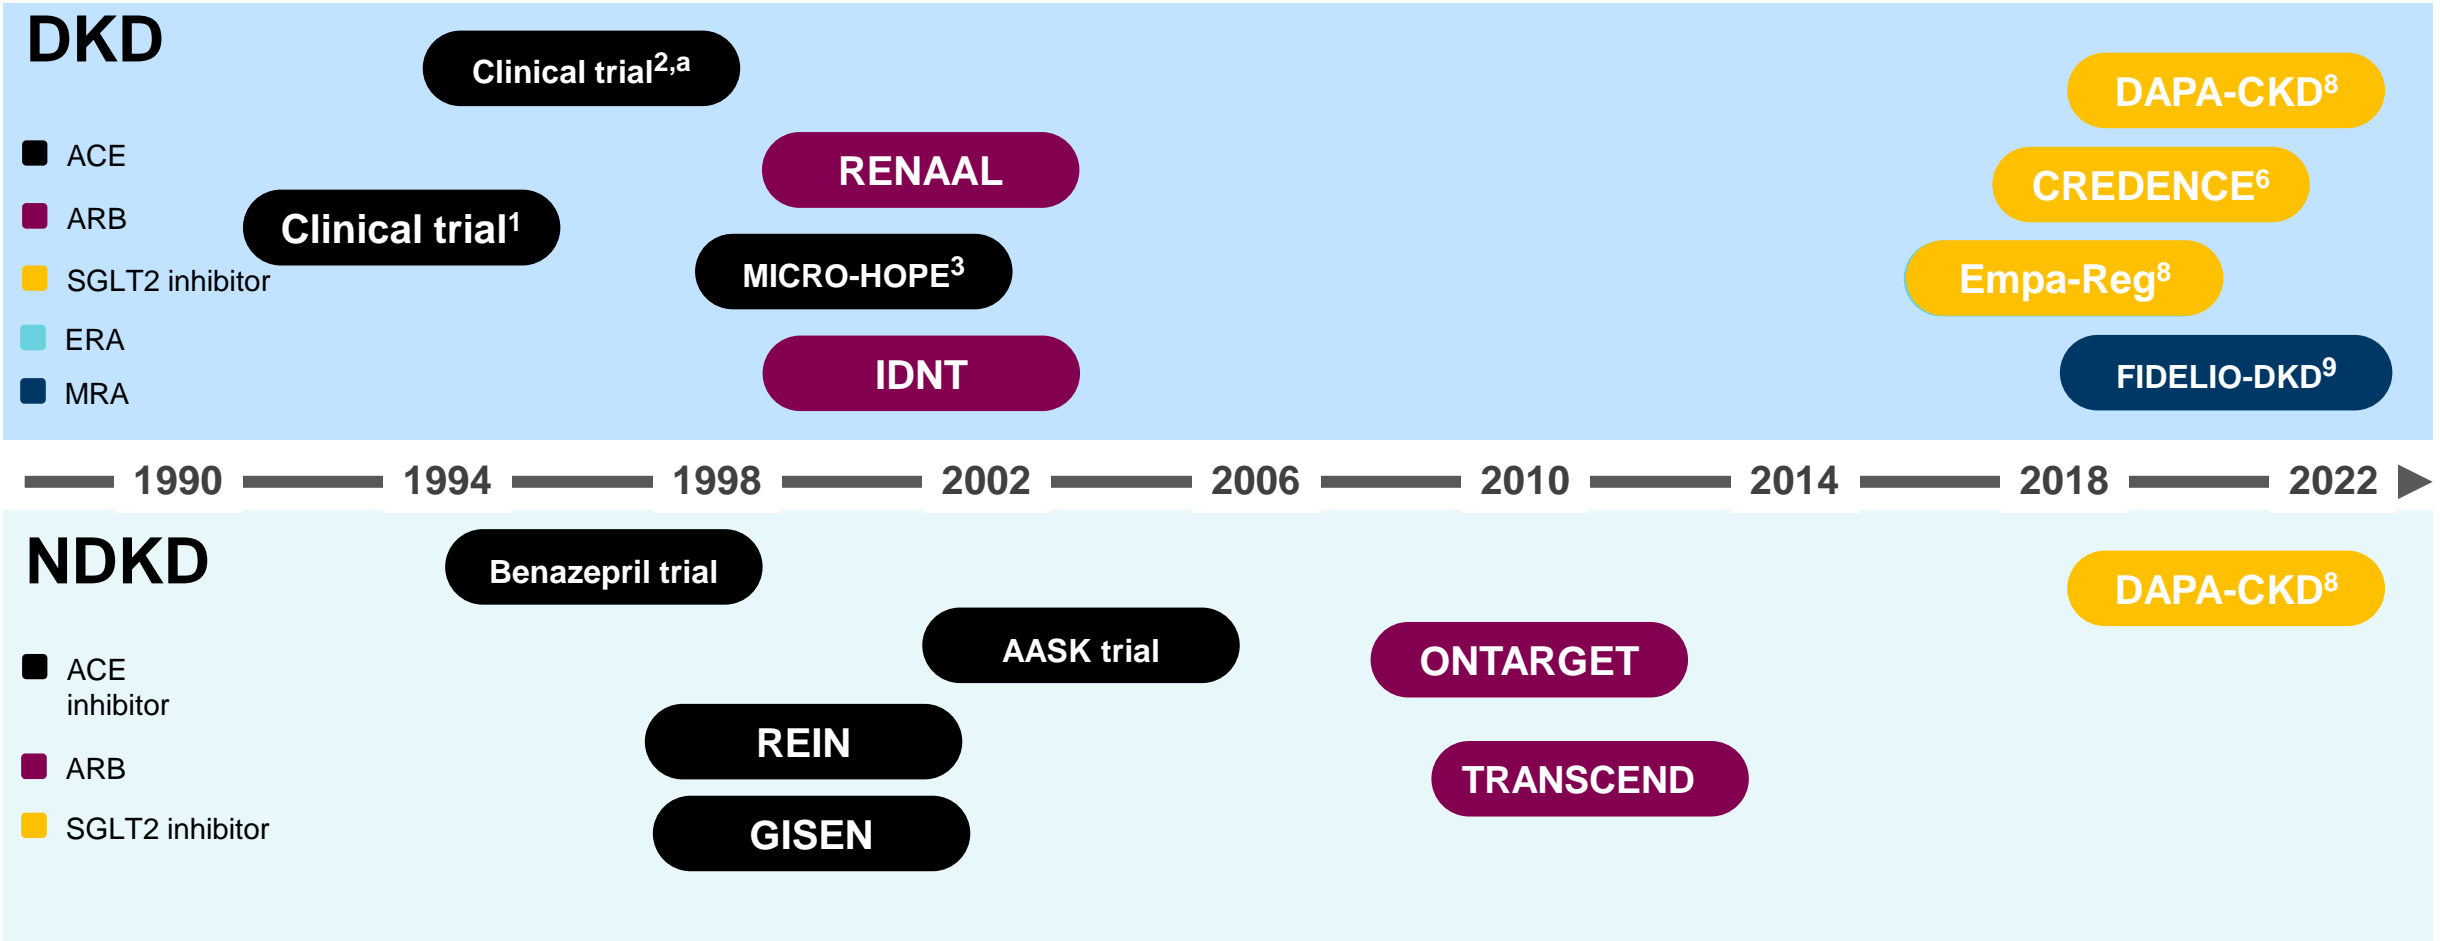 DKD
Clinical trial2,a
DAPA-CKD8
ACE
RENAAL
CREDENCE6
ARB
Clinical trial1
SGLT2 inhibitor
MICRO-HOPE3
Empa-Reg8
ERA
IDNT
FIDELIO-DKD9
MRA
1990 1994 1998 2002 2006 2010 2014 2018 2022
NDKD
Benazepril trial
DAPA-CKD8
AASK trial
ONTARGET
ACE
inhibitor
REIN
ARB
TRANSCEND
SGLT2 inhibitor
GISEN